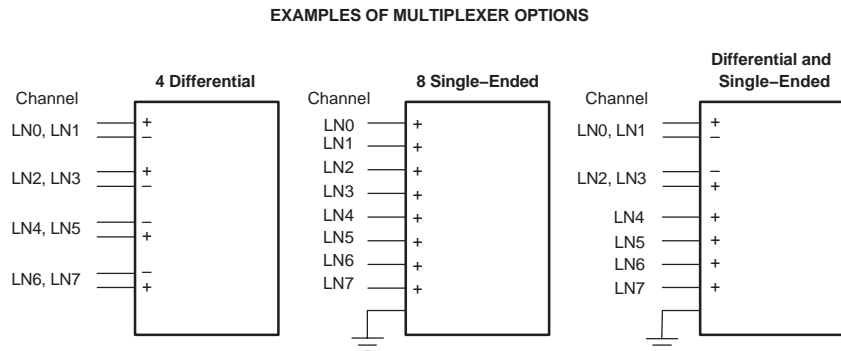 EXAMPLES OF MULTIPLEXER OPTIONS
4 Differential
Channel
LN0, LN1
+
–
LN2, LN3
+
–
LN4, LN5
–
+
LN6, LN7
–
+
8 Single–Ended
Channel
LN0
+
LN1
+
LN2
+
LN3
+
LN4
+
LN5
+
LN6
+
LN7
+
Differential and
Single–Ended
Channel
LN0, LN1
+
–
LN2, LN3
–
+
LN4
+
LN5
+
LN6
+
LN7
+